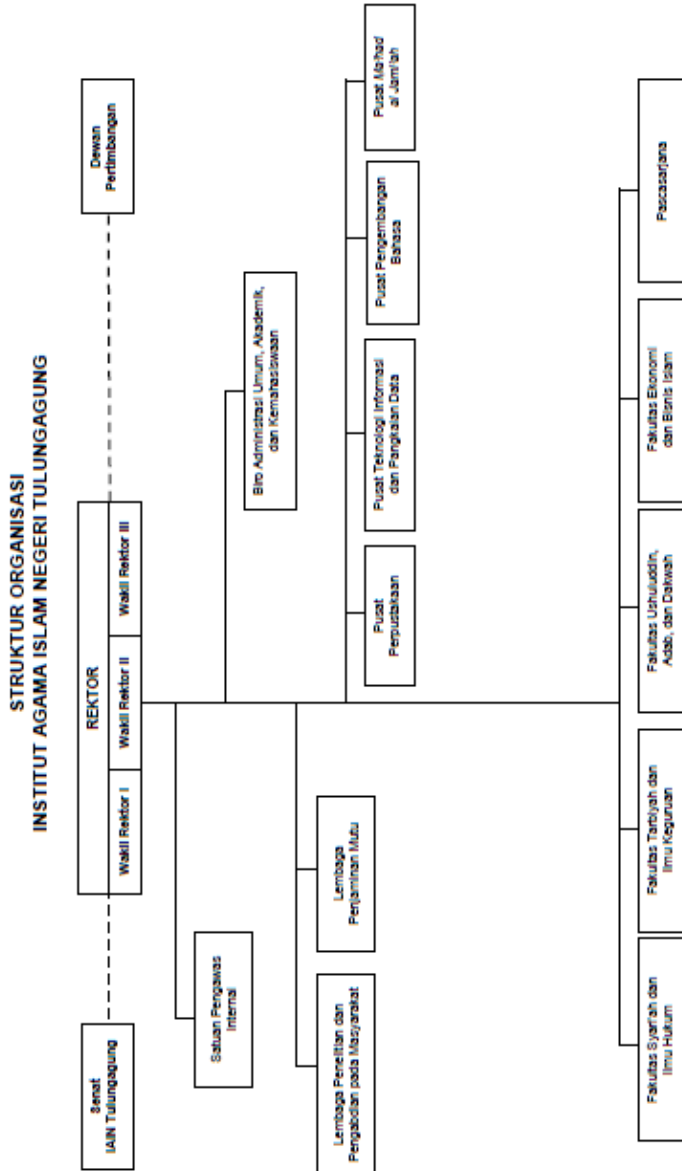 STRUKTUR ORGANISASI
INSTITUT AGAMA ISLAM NEGERI TULUNGAGUNG
Senat
IAIN Tulungagung
REKTOR
Wakil Rektor I
Wakil Rektor II
Wakil Rektor III
Dewan
Pertimbangan
Satuan Pengawas
Internal
Biro Administrasi Umum, Akademik,
dan Kemahasiswaan
Lembaga Penelitian dan
Pengabdian pada Masyarakat
Lembaga
Penjaminan Mutu
Pusat
Perpustakaan
Pusat Teknologi Informasi
dan Pangkalan Data
Pusat Pengembangan
Bahasa
Pusat Ma'had
al Jami'ah
Fakultas Syari'ah dan
Ilmu Hukum
Fakultas Tarbiyah dan
Ilmu Keguruan
Fakultas Ushuluddin,
Adab, dan Dakwah
Fakultas Ekonomi
dan Bisnis Islam
Pascasarjana